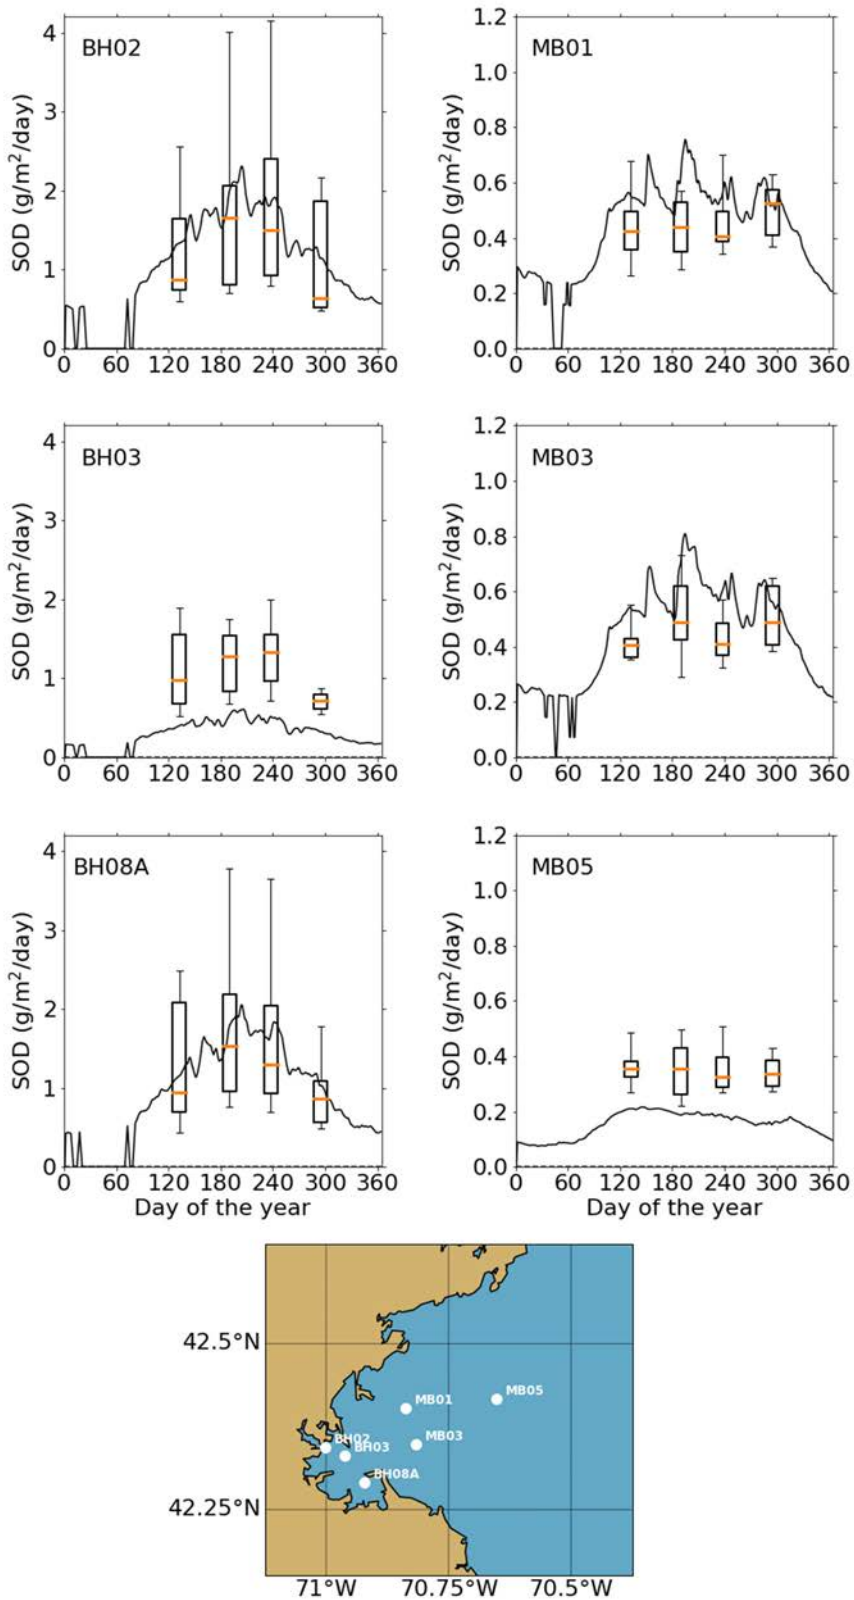 BH02
SOD (g/m²/day)
4
3
2
1
0
0 60 120 180 240 300 360
MB01
SOD (g/m²/day)
1.2
1.0
0.8
0.6
0.4
0.2
0.0
0 60 120 180 240 300 360
BH03
SOD (g/m²/day)
4
3
2
1
0
0 60 120 180 240 300 360
MB03
SOD (g/m²/day)
1.2
1.0
0.8
0.6
0.4
0.2
0.0
0 60 120 180 240 300 360
BH08A
SOD (g/m²/day)
4
3
2
1
0
0 60 120 180 240 300 360
Day of the year
MB05
SOD (g/m²/day)
1.2
1.0
0.8
0.6
0.4
0.2
0.0
0 60 120 180 240 300 360
Day of the year
42.5°N
42.25°N
MB05
MB01
MB03
BH02
BH03
BH08A
71°W 70.75°W 70.5°W